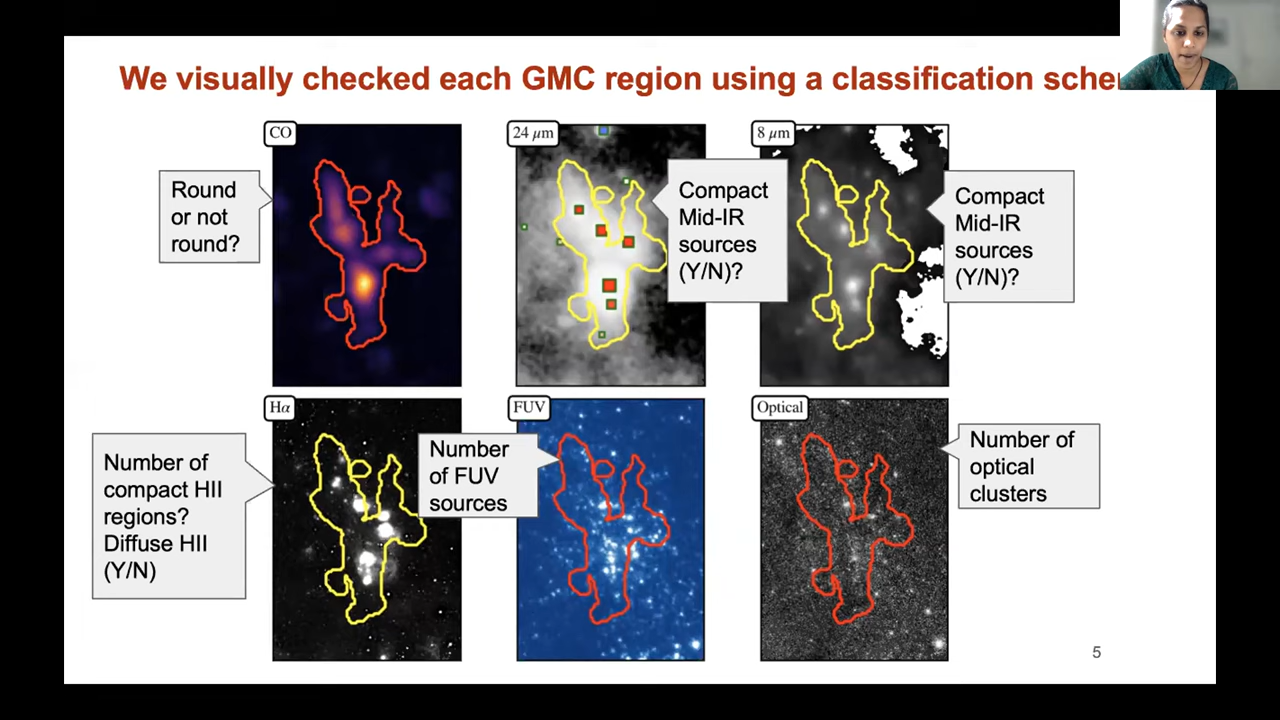 We visually checked each GMC region using a classification
CO
Round
or not
round?
24 μm
Compact
Mid-IR
sources
(Y/N)?
8 μm
Compact
Mid-IR
sources
(Y/N)?
Hα
Number of
compact HII
regions?
Diffuse HII
(Y/N)
FUV
Number
of FUV
sources
Optical
Number of
optical
clusters
5